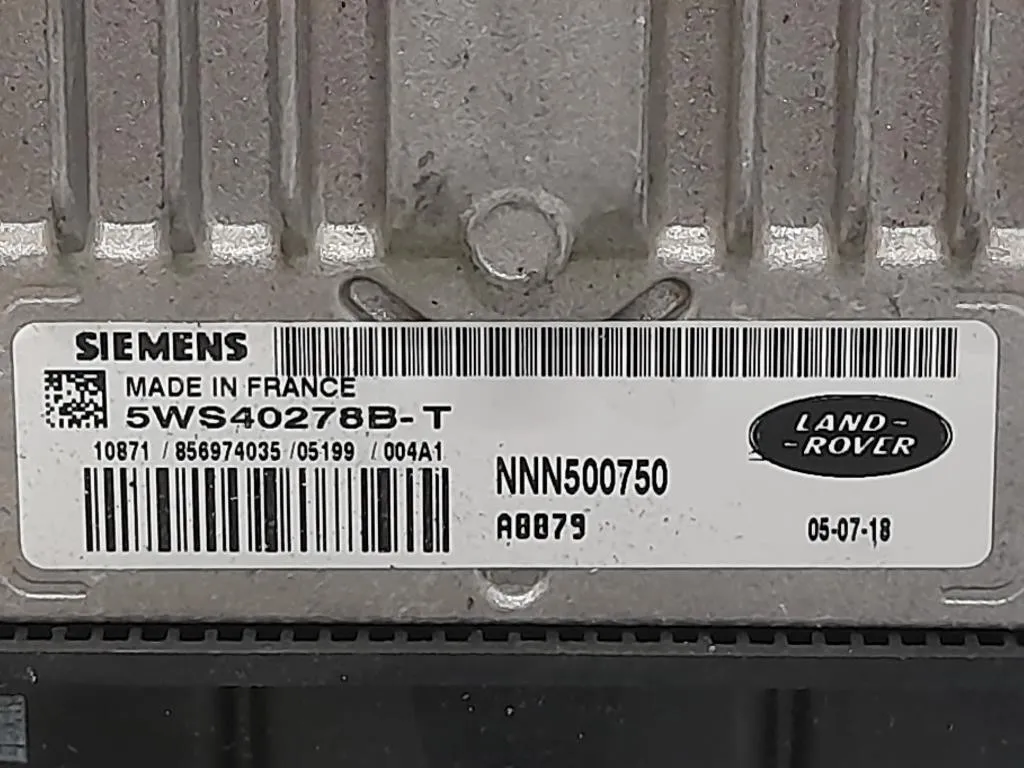 SIEMENS
MADE IN FRANCE
5WS40278B-T
10871 / 856974035 /05199 / 004A1
NNN500750
A0079
LAND-
-ROVER
05-07-18